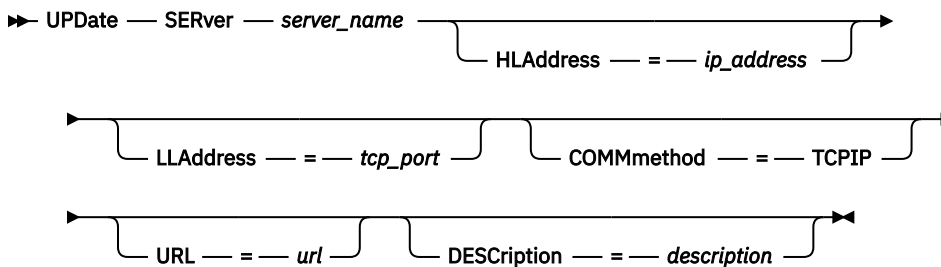 UPDate SERver server_name
HLAddress = ip_address
LLAddress = tcp_port COMMmethod = TCPIP
URL = url DESCription = description